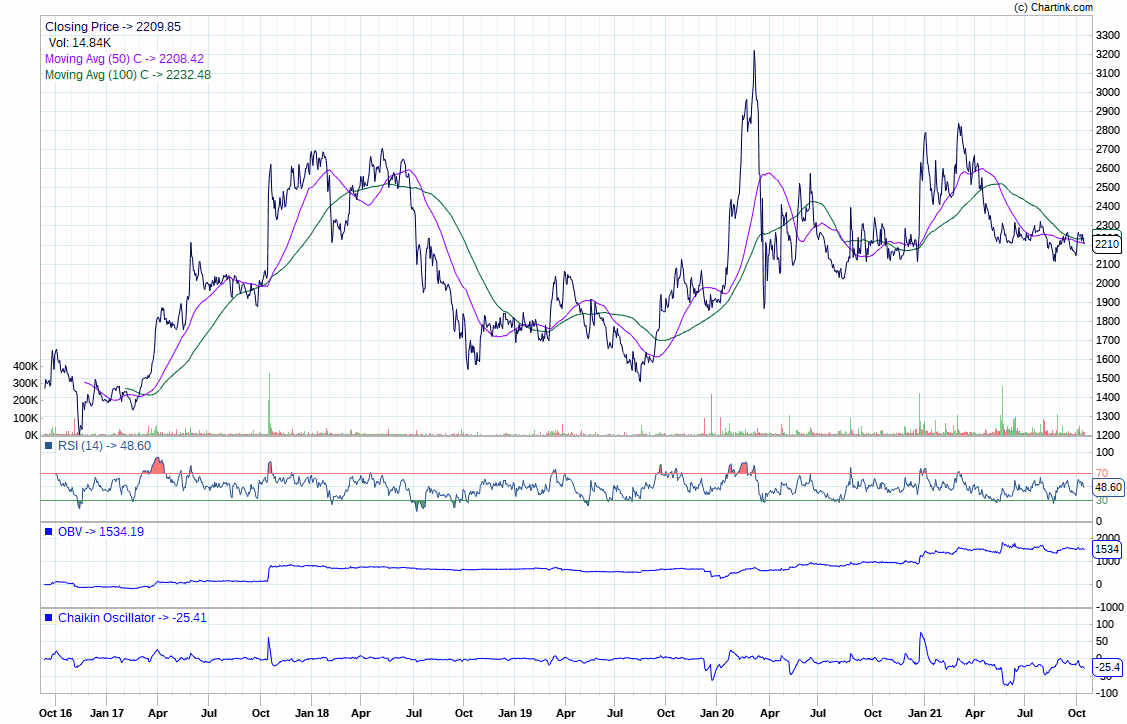 (c) Chartink.com
Closing Price -> 2209.85
Vol: 14.84K
Moving Avg (50) C -> 2208.42
Moving Avg (100) C -> 2232.48
3300
3200
3100
3000
2900
2800
2700
2600
2500
2400
2300
2210
2100
2000
1900
1800
1700
1600
1500
1400
1300
1200
400K
300K
200K
100K
0K
RSI (14) -> 48.60
100
70
48.60
30
0
OBV -> 1534.19
2000
1534
1000
0
-1000
Chaikin Oscillator -> -25.41
100
50
0
-25.4
-50
-100
Oct 16 Jan 17 Apr Jul Oct Jan 18 Apr Jul Oct Jan 19 Apr Jul Oct Jan 20 Apr Jul Oct Jan 21 Apr Jul Oct